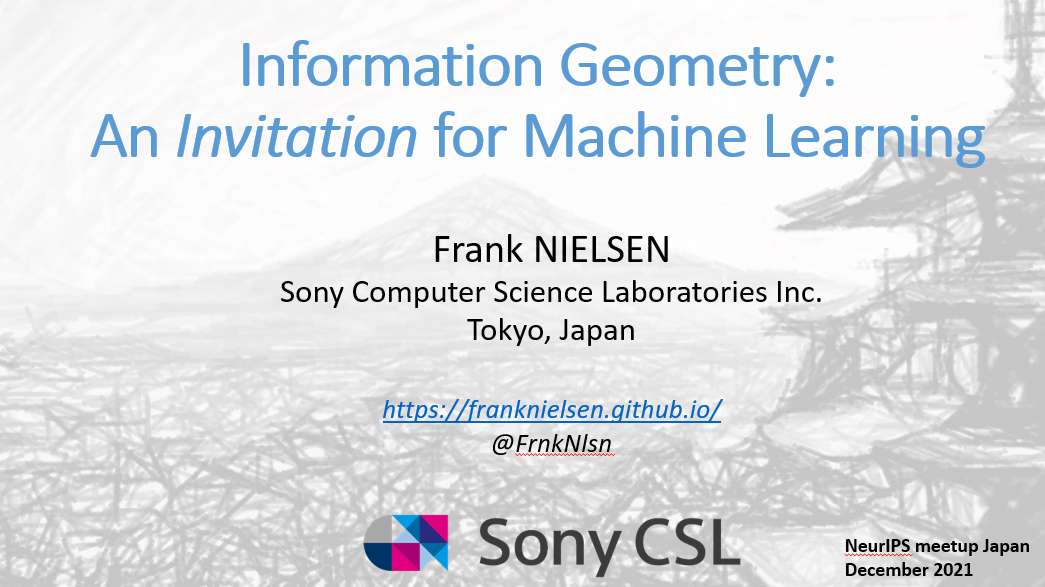 Information Geometry:
An Invitation for Machine Learning
Frank NIELSEN
Sony Computer Science Laboratories Inc.
Tokyo, Japan
https://franknielsen.github.io/
@FrnkNlsn
Sony CSL
NeurIPS meetup Japan
December 2021